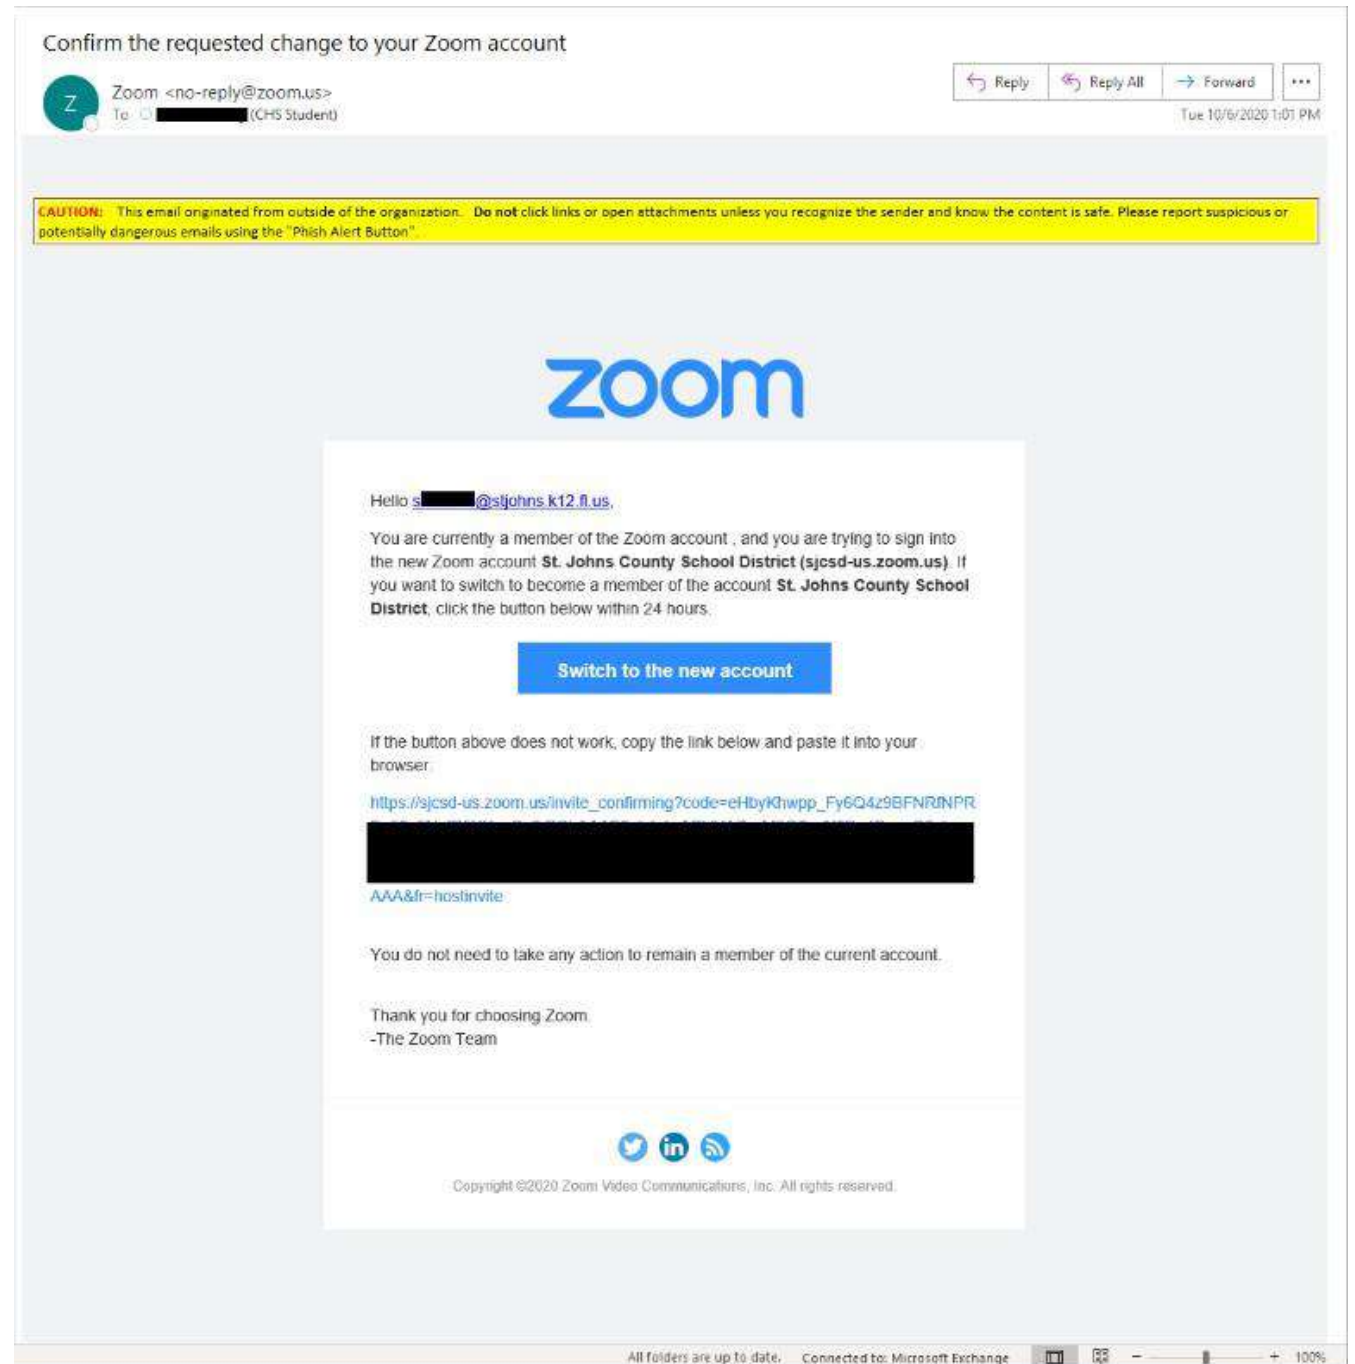 Confirm the requested change to your Zoom account
Reply
Reply All
Forward
Z
Zoom <no-reply@zoom.us>
To (CHS Student)
Tue 10/6/2020 1:01 PM
CAUTION: This email originated from outside of the organization. Do not click links or open attachments unless you recognize the sender and know the content is safe. Please report suspicious or
potentially dangerous emails using the "Phish Alert Button".
zoom
Hello s @stjohns.k12.fl.us,
You are currently a member of the Zoom account , and you are trying to sign into
the new Zoom account St. Johns County School District (sjcsd-us.zoom.us). If
you want to switch to become a member of the account St. Johns County School
District, click the button below within 24 hours.
Switch to the new account
If the button above does not work, copy the link below and paste it into your
browser.
https://sjcsd-us.zoom.us/invite_confirming?code=eHbyKhwpp_Fy6Q4z9BFNRfNPR
AAA&fr=hostinvite
You do not need to take any action to remain a member of the current account.
Thank you for choosing Zoom.
-The Zoom Team
in
Copyright ©2020 Zoom Video Communications, Inc. All rights reserved.
All folders are up to date. Connected to: Microsoft Exchange - + 100%